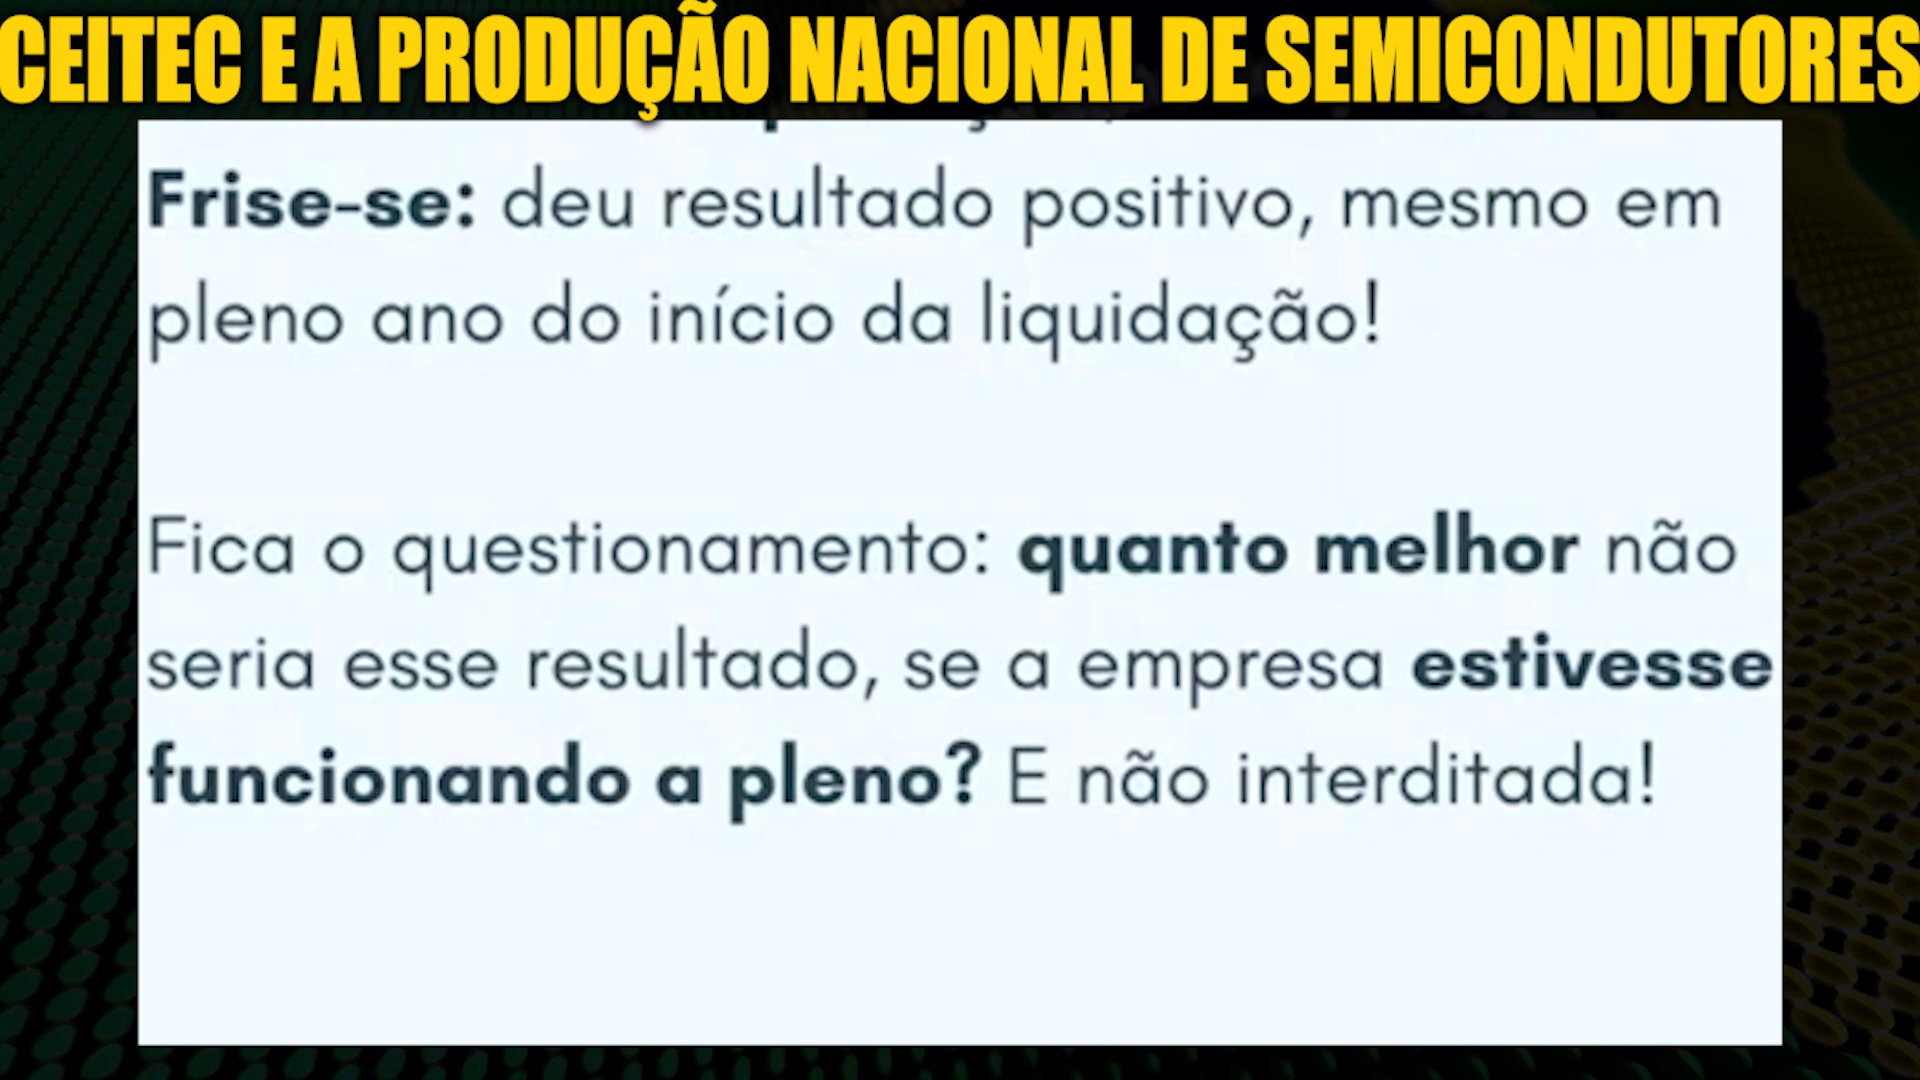 CEITEC E A PRODUÇÃO NACIONAL DE SEMICONDUTORES
Frise-se: deu resultado positivo, mesmo em
pleno ano do início da liquidação!
Fica o questionamento: quanto melhor não
seria esse resultado, se a empresa estivesse
funcionando a pleno? E não interditada!